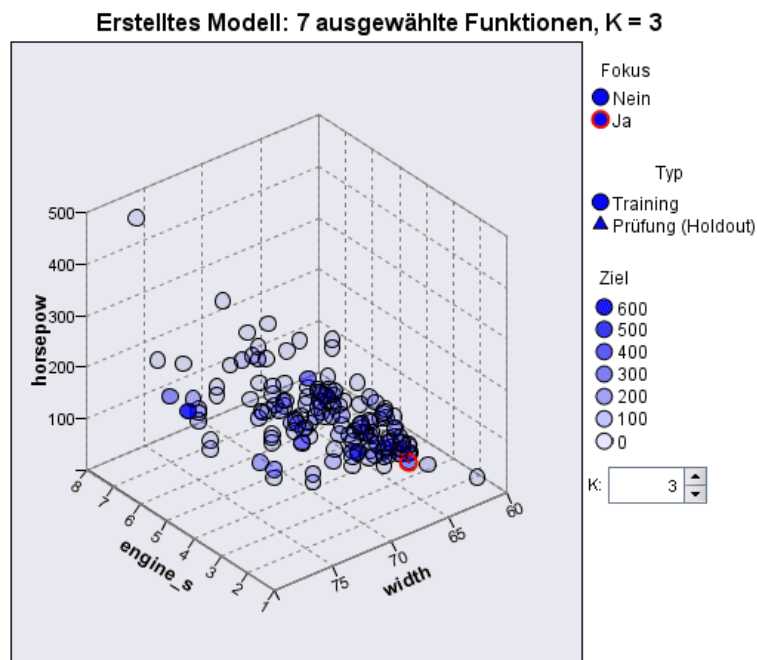 Erstelltes Modell: 7 ausgewählte Funktionen, K = 3
Fokus
Nein
Ja
Typ
Training
Prüfung (Holdout)
Ziel
600
500
400
300
200
100
0
K: 3
horsepow
500
400
300
200
100
engine_s
8
7
6
5
4
3
2
1
width
75
70
65
60